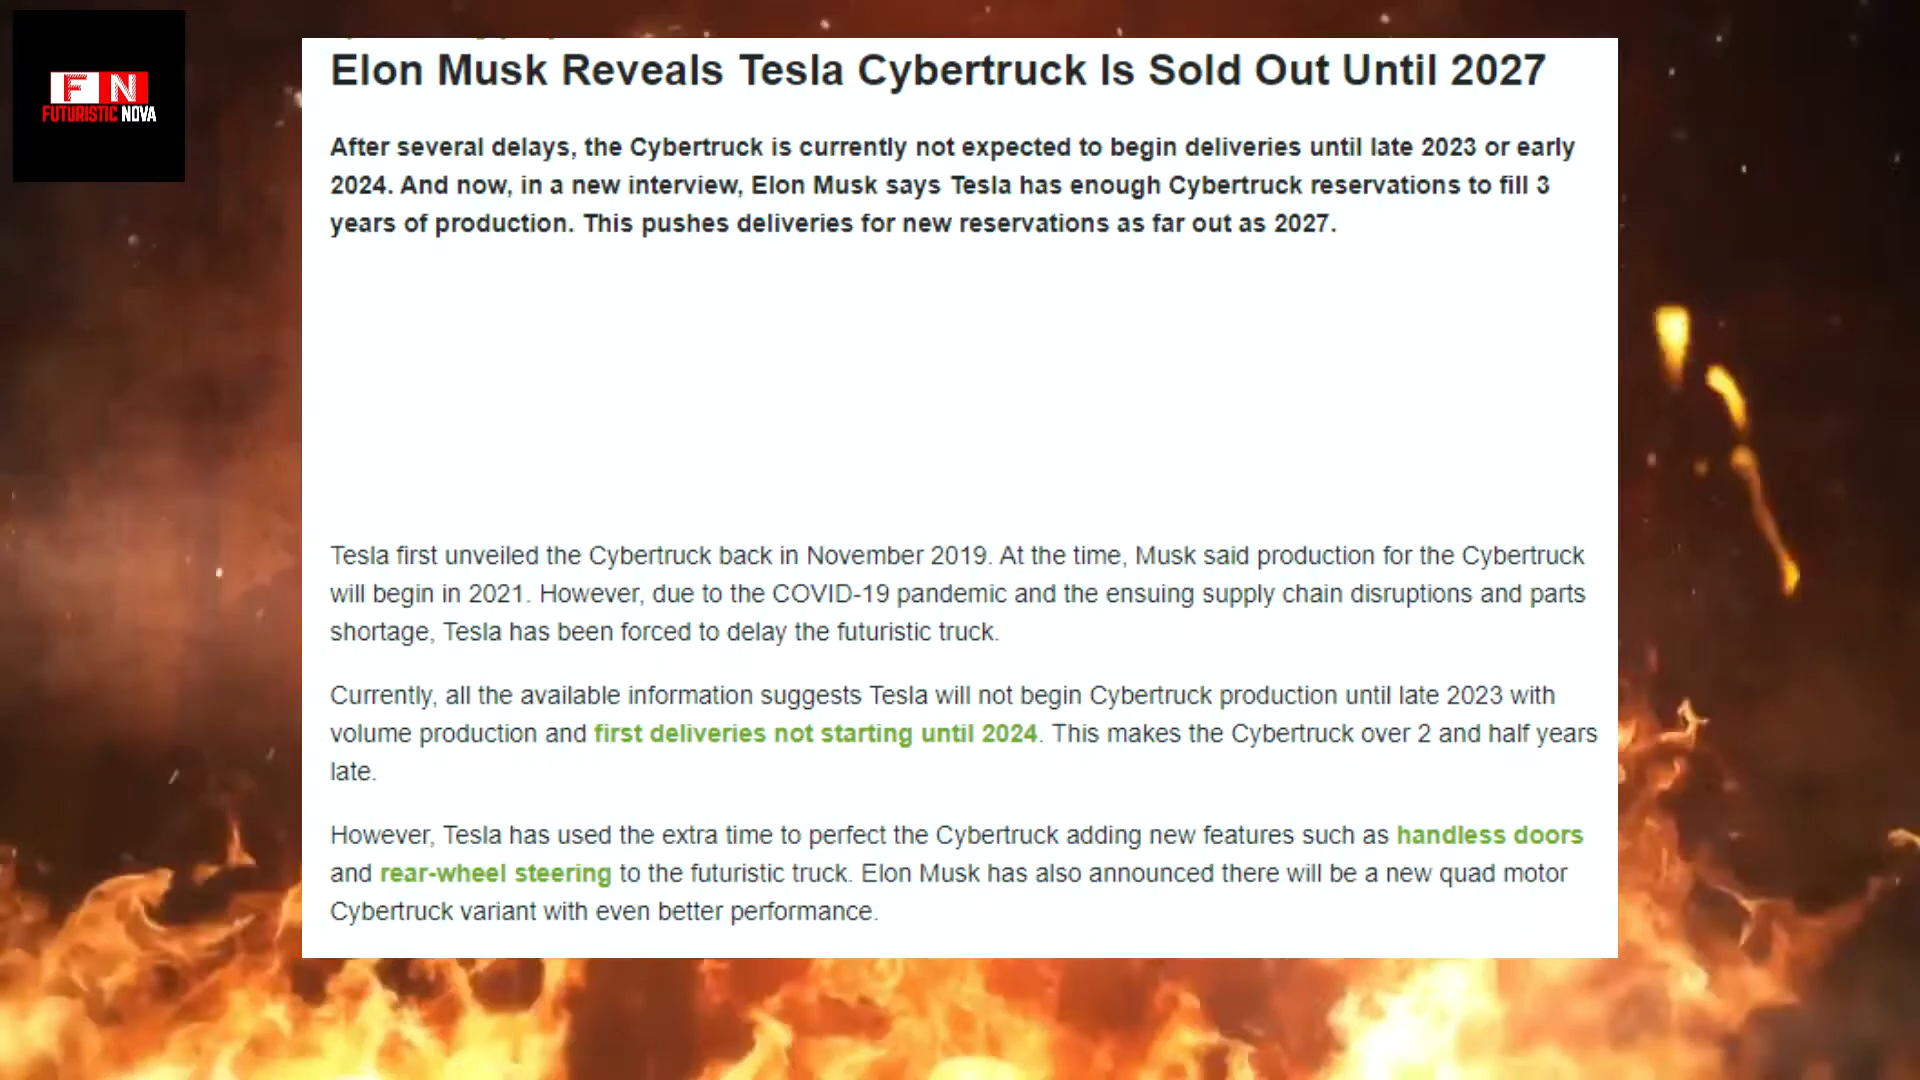 FN
FUTURISTIC NOVA
Elon Musk Reveals Tesla Cybertruck Is Sold Out Until 2027
After several delays, the Cybertruck is currently not expected to begin deliveries until late 2023 or early
2024. And now, in a new interview, Elon Musk says Tesla has enough Cybertruck reservations to fill 3
years of production. This pushes deliveries for new reservations as far out as 2027.
Tesla first unveiled the Cybertruck back in November 2019. At the time, Musk said production for the Cybertruck
will begin in 2021. However, due to the COVID-19 pandemic and the ensuing supply chain disruptions and parts
shortage, Tesla has been forced to delay the futuristic truck.
Currently, all the available information suggests Tesla will not begin Cybertruck production until late 2023 with
volume production and first deliveries not starting until 2024. This makes the Cybertruck over 2 and half years
late.
However, Tesla has used the extra time to perfect the Cybertruck adding new features such as handless doors
and rear-wheel steering to the futuristic truck. Elon Musk has also announced there will be a new quad motor
Cybertruck variant with even better performance.